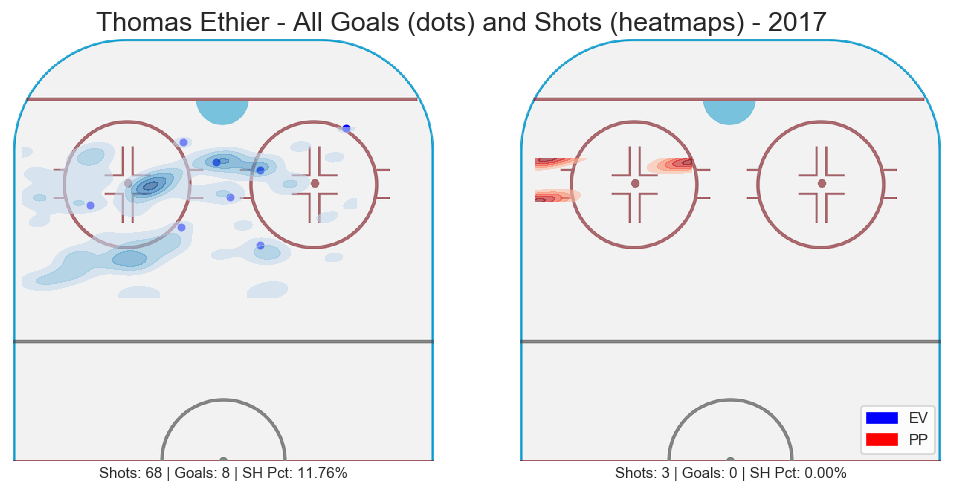 Thomas Ethier - All Goals (dots) and Shots (heatmaps) - 2017
EV
PP
Shots: 68 | Goals: 8 | SH Pct: 11.76%
Shots: 3 | Goals: 0 | SH Pct: 0.00%